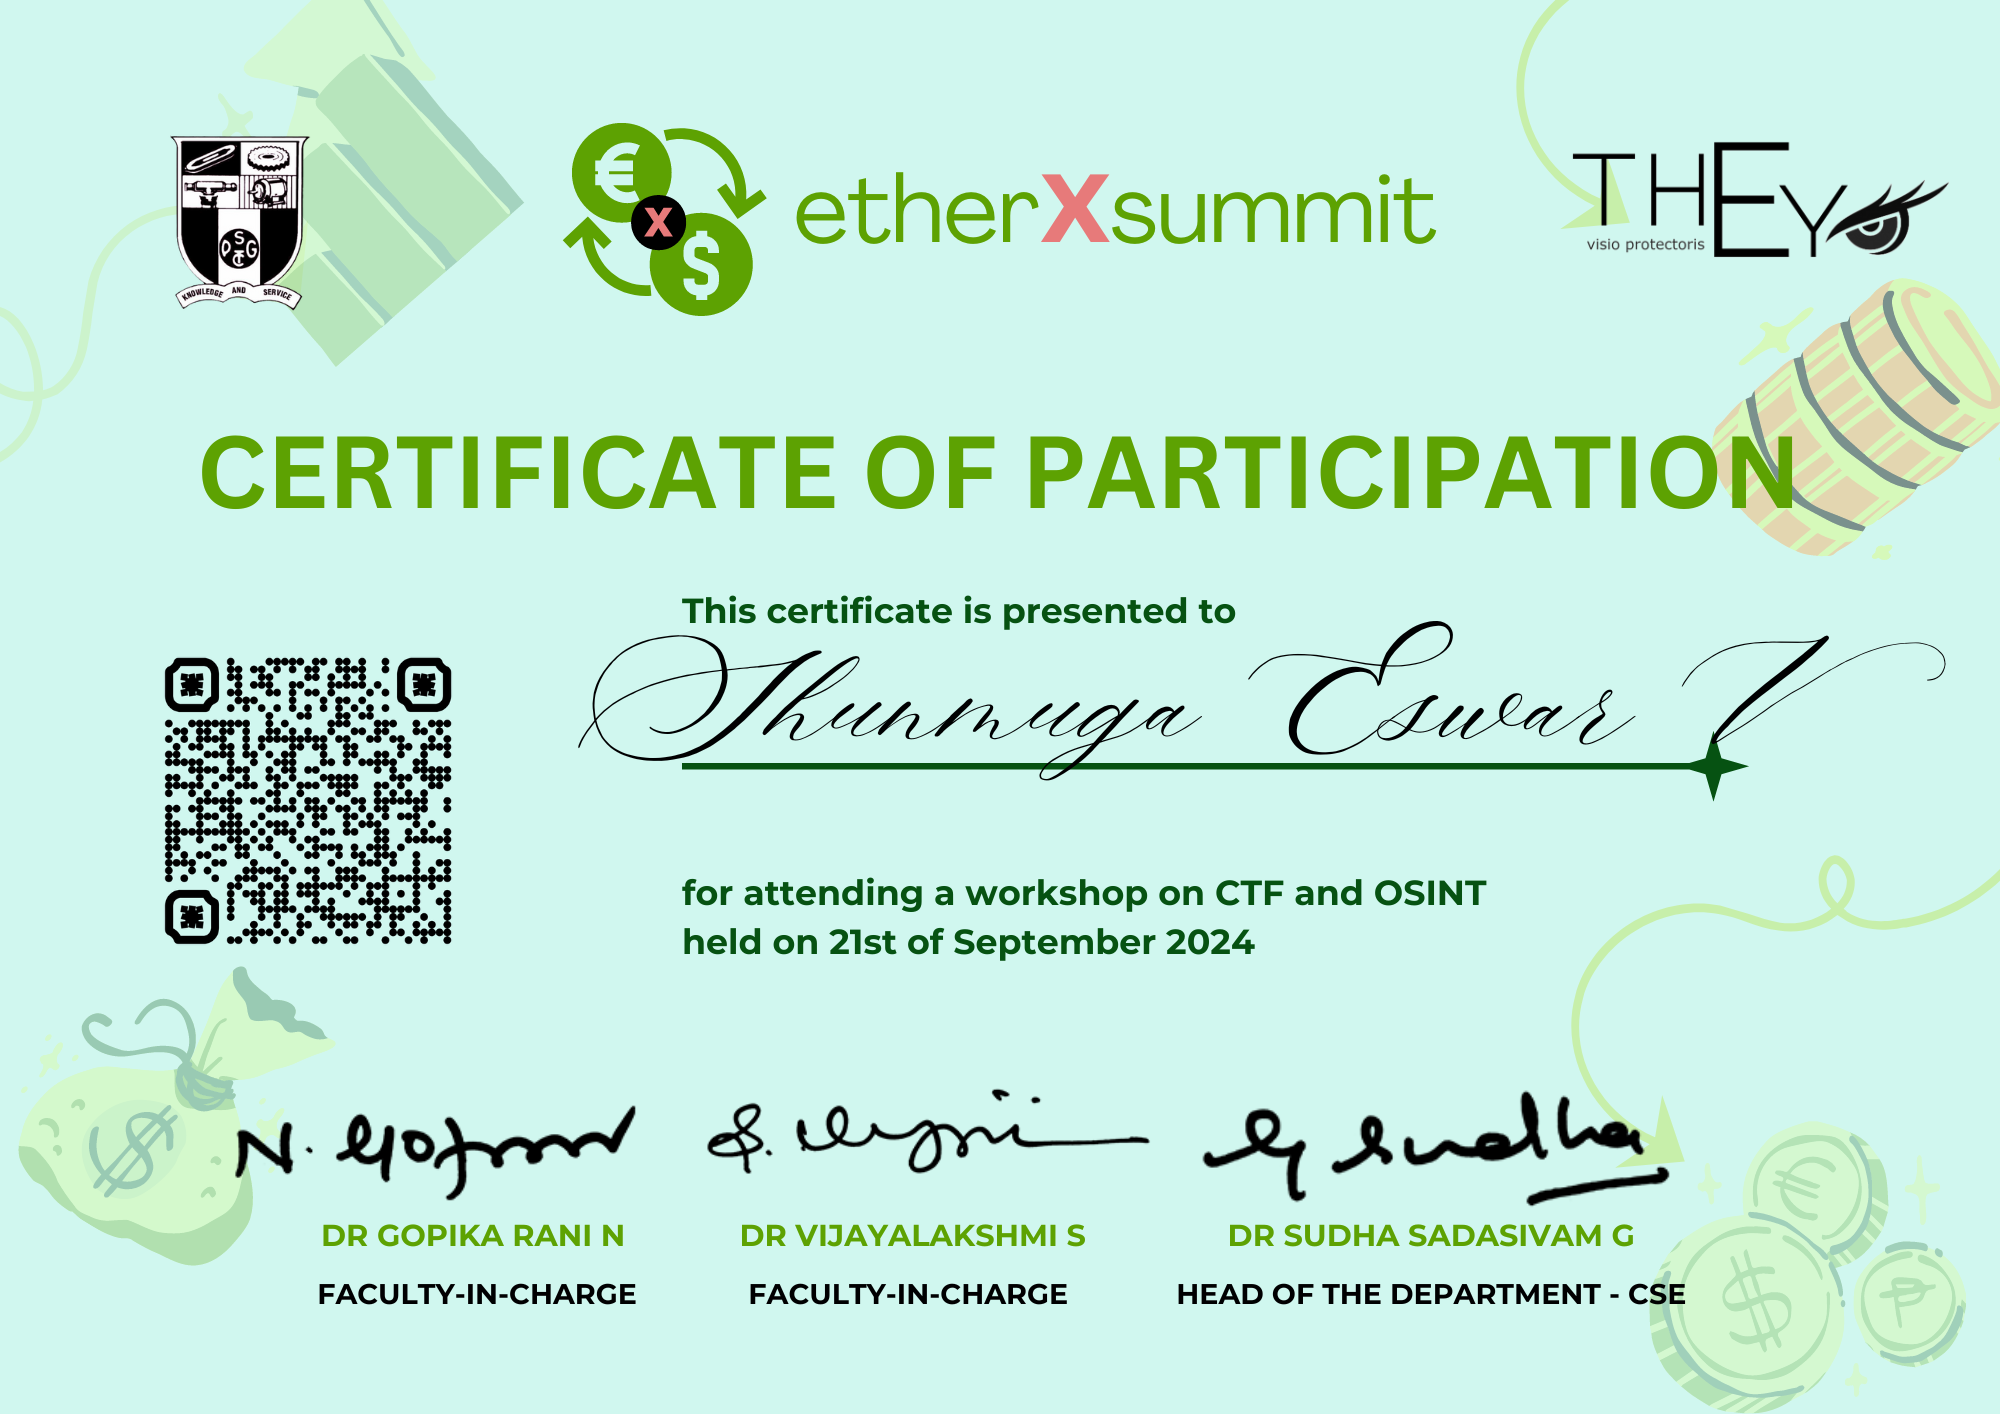 KNOWLEDGE AND SERVICE
PSG
CT
€
X
$
etherXsummit
THEY
visio protectoris
CERTIFICATE OF PARTICIPATION
This certificate is presented to
Shunmuga Eswar V
for attending a workshop on CTF and OSINT
held on 21st of September 2024
N. Gopika
S. Vijayalakshmi
G Sudha
DR GOPIKA RANI N
DR VIJAYALAKSHMI S
DR SUDHA SADASIVAM G
FACULTY-IN-CHARGE
FACULTY-IN-CHARGE
HEAD OF THE DEPARTMENT - CSE